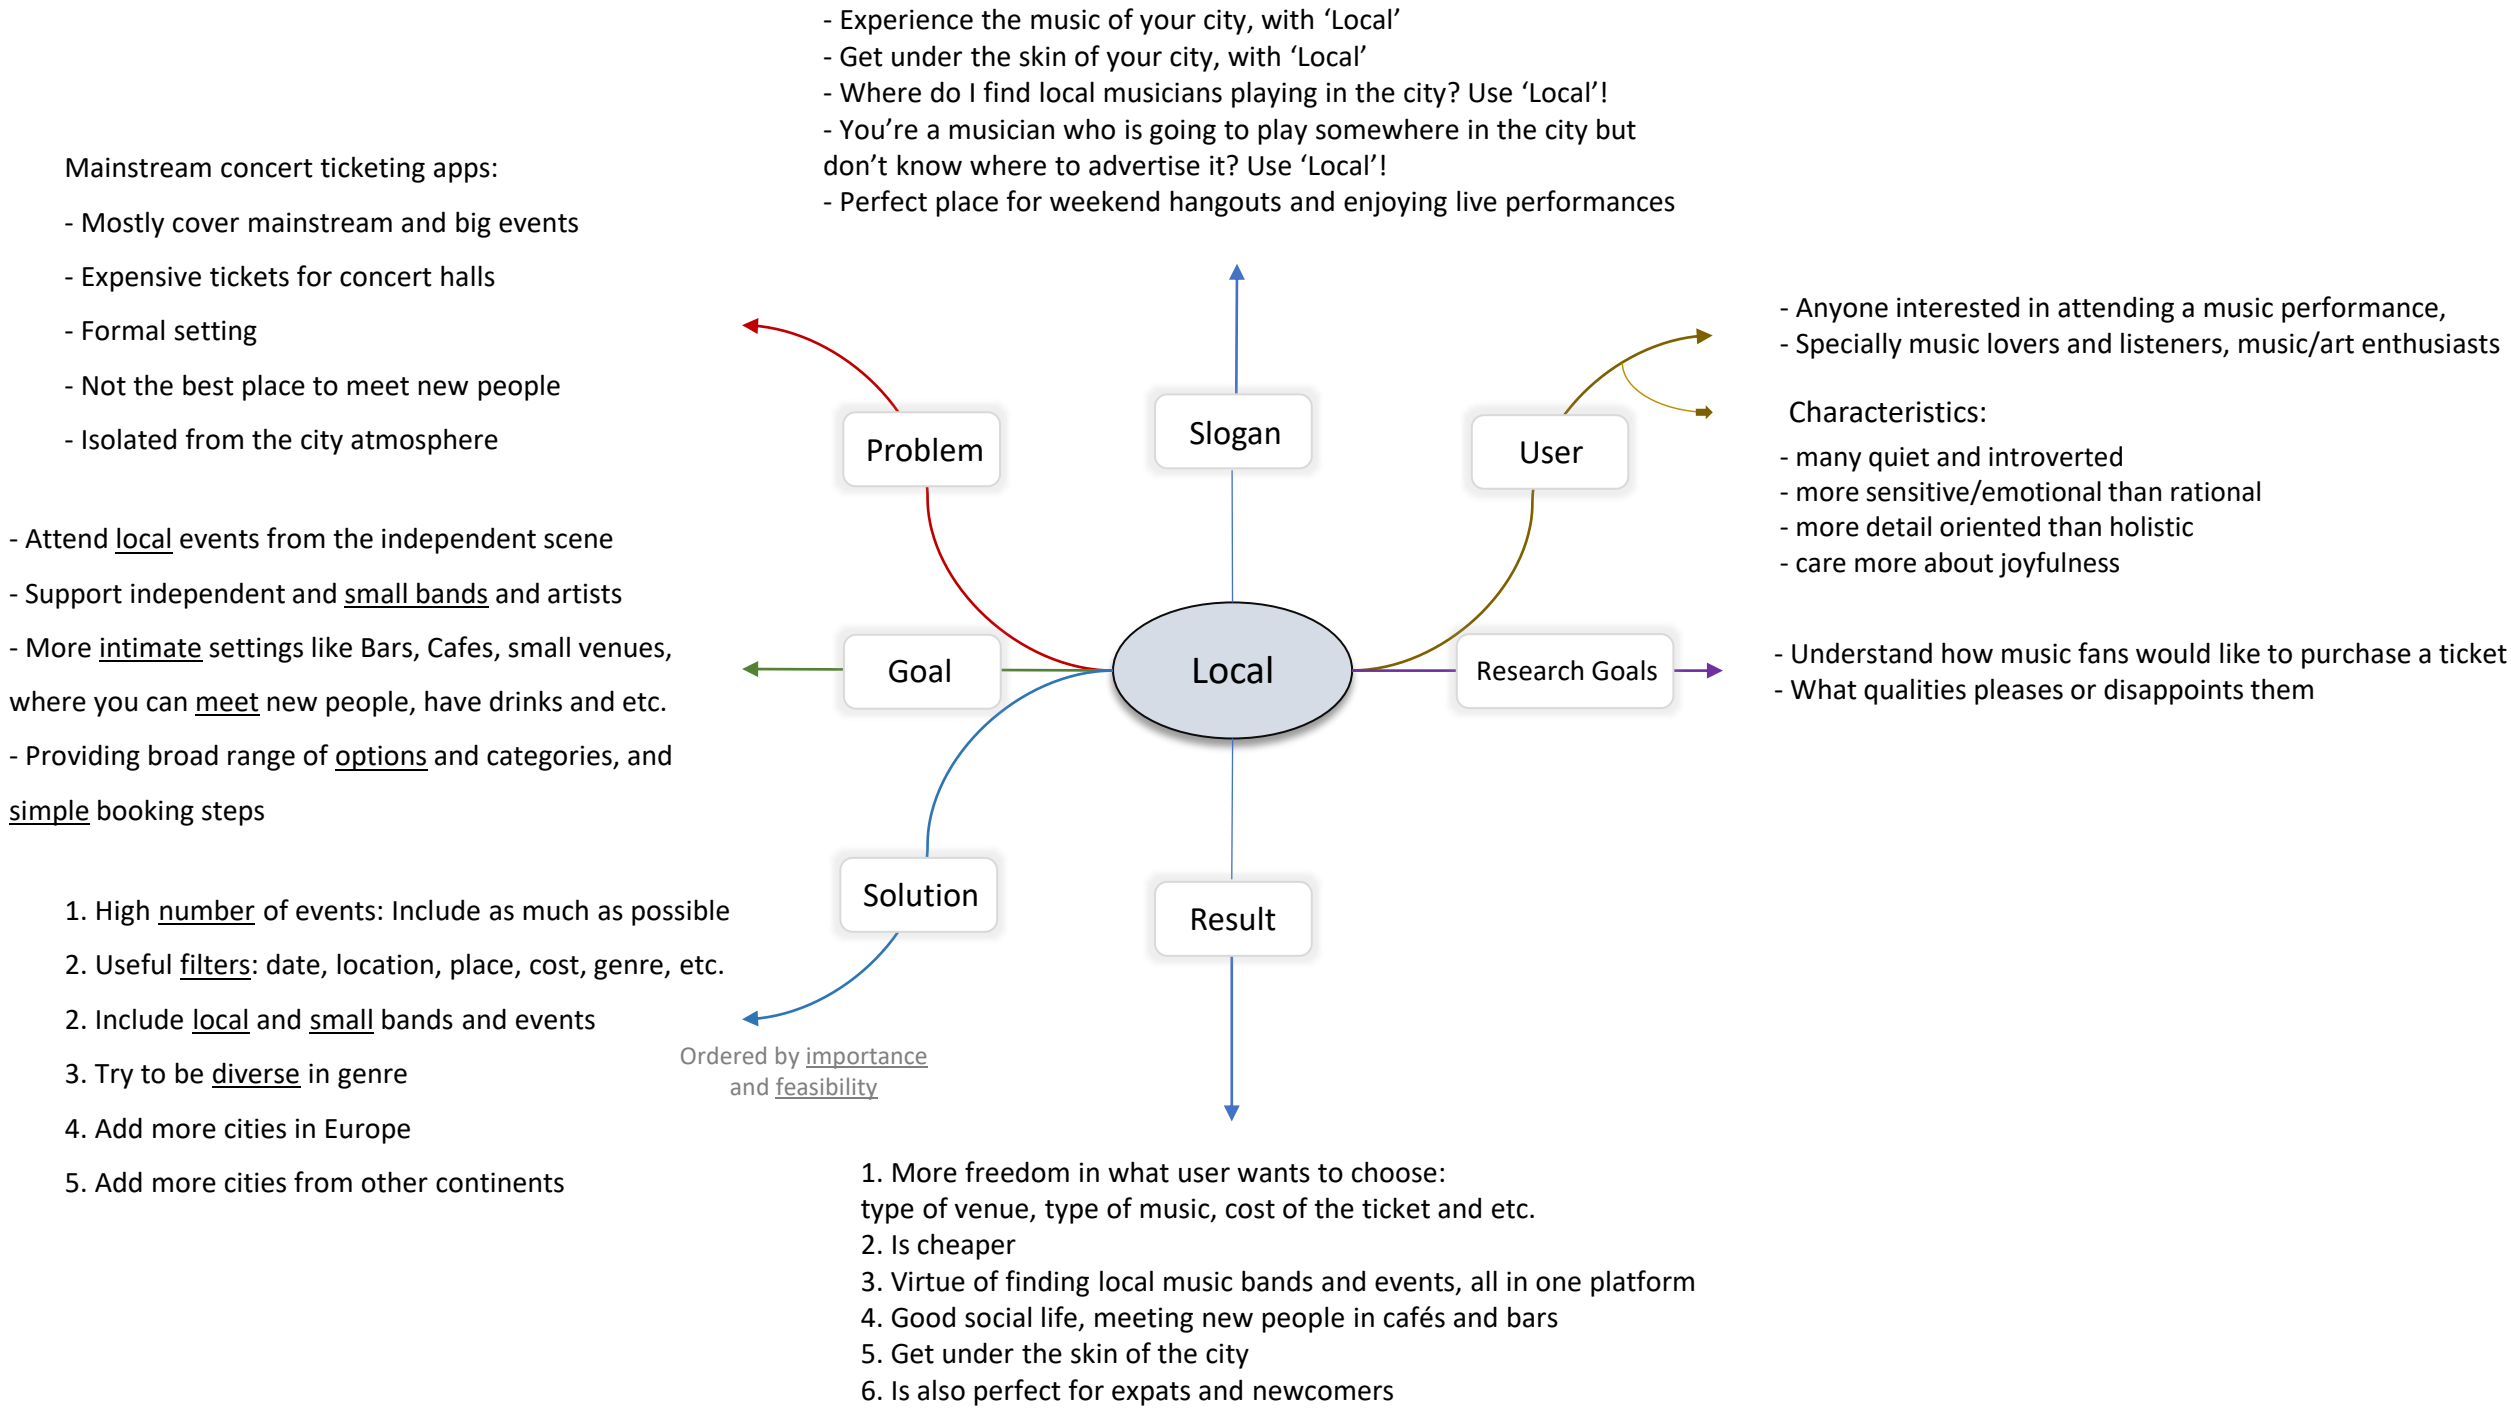 - Experience the music of your city, with ‘Local’
- Get under the skin of your city, with ‘Local’
- Where do I find local musicians playing in the city? Use ‘Local’!
- You’re a musician who is going to play somewhere in the city but
don’t know where to advertise it? Use ‘Local’!
- Perfect place for weekend hangouts and enjoying live performances
Mainstream concert ticketing apps:
- Mostly cover mainstream and big events
- Expensive tickets for concert halls
- Formal setting
- Not the best place to meet new people
- Isolated from the city atmosphere
Problem
Slogan
User
- Anyone interested in attending a music performance,
- Specially music lovers and listeners, music/art enthusiasts
Characteristics:
- many quiet and introverted
- more sensitive/emotional than rational
- more detail oriented than holistic
- care more about joyfulness
- Attend local events from the independent scene
- Support independent and small bands and artists
- More intimate settings like Bars, Cafes, small venues,
where you can meet new people, have drinks and etc.
- Providing broad range of options and categories, and
simple booking steps
Goal
Local
Research Goals
- Understand how music fans would like to purchase a ticket
- What qualities pleases or disappoints them
Solution
Result
1. High number of events: Include as much as possible
2. Useful filters: date, location, place, cost, genre, etc.
2. Include local and small bands and events
3. Try to be diverse in genre
4. Add more cities in Europe
5. Add more cities from other continents
Ordered by importance
and feasibility
1. More freedom in what user wants to choose:
type of venue, type of music, cost of the ticket and etc.
2. Is cheaper
3. Virtue of finding local music bands and events, all in one platform
4. Good social life, meeting new people in cafés and bars
5. Get under the skin of the city
6. Is also perfect for expats and newcomers